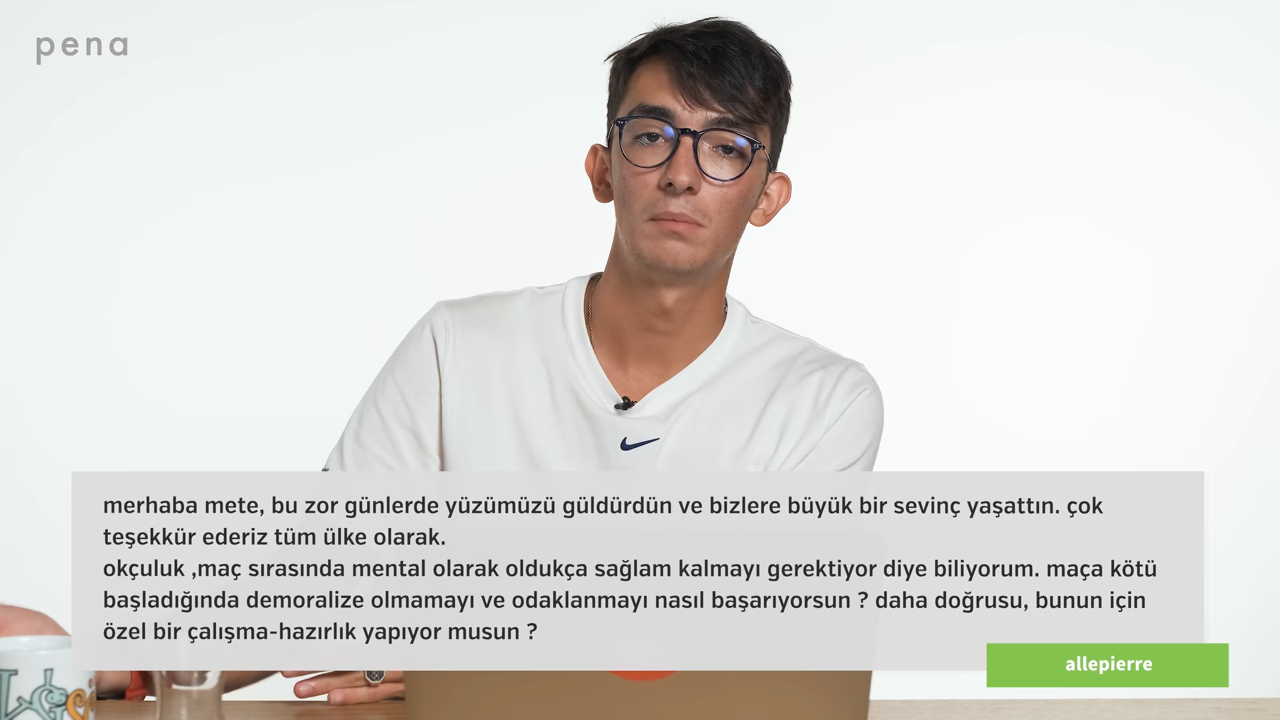 pena
merhaba mete, bu zor günlerde yüzümüzü güldürdün ve bizlere büyük bir sevinç yaşattın. çok
teşekkür ederiz tüm ülke olarak.
okçuluk ,maç sırasında mental olarak oldukça sağlam kalmayı gerektiyor diye biliyorum. maça kötü
başladığında demoralize olmamayı ve odaklanmayı nasıl başarıyorsun ? daha doğrusu, bunun için
özel bir çalışma-hazırlık yapıyor musun ?
allepierre